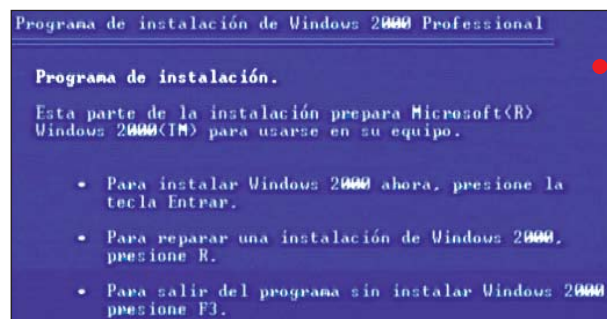 Programa de instalación de Windows 2000 Professional
Programa de instalación.
Esta parte de la instalación prepara Microsoft(R)
Windows 2000(TM) para usarse en su equipo.
• Para instalar Windows 2000 ahora, presione la
tecla Entrar.
• Para reparar una instalación de Windows 2000,
presione R.
• Para salir del programa sin instalar Windows 2000
presione F3.